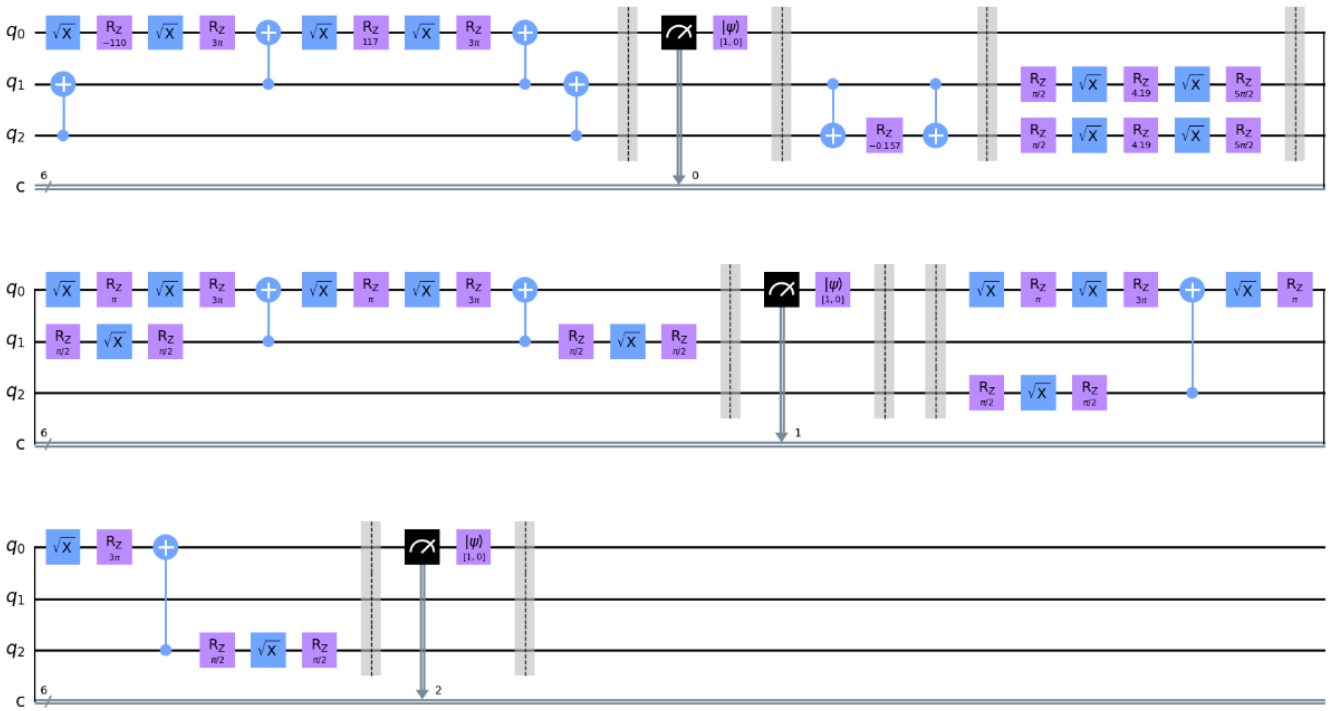 q0 √X RZ −110 √X RZ 3π √X RZ 117 √X RZ 3π |ψ⟩ [1, 0]
q1 RZ π/2 √X RZ 4.19 √X RZ 5π/2
q2 RZ −0.157 RZ π/2 √X RZ 4.19 √X RZ 5π/2
c 6 0
q0 √X RZ π √X RZ 3π √X RZ π √X RZ 3π |ψ⟩ [1, 0] √X RZ π √X RZ 3π √X RZ π
q1 RZ π/2 √X RZ π/2 RZ π/2 √X RZ π/2
q2 RZ π/2 √X RZ π/2
c 6 1
q0 √X RZ 3π |ψ⟩ [1, 0]
q1
q2 RZ π/2 √X RZ π/2
c 6 2